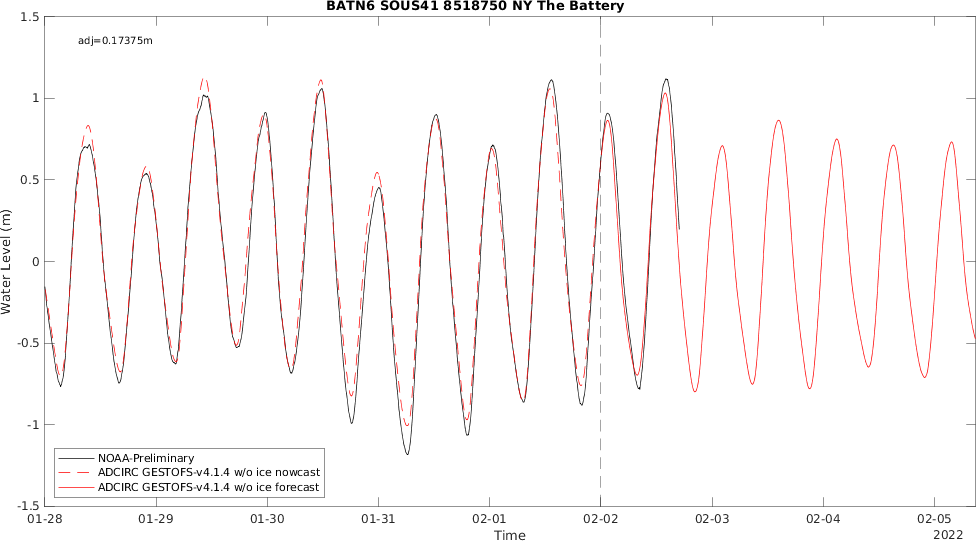 BATN6 SOUS41 8518750 NY The Battery
adj=0.17375m
1.5
1
0.5
0
-0.5
-1
-1.5
Water Level (m)
NOAA-Preliminary
ADCIRC GESTOFS-v4.1.4 w/o ice nowcast
ADCIRC GESTOFS-v4.1.4 w/o ice forecast
01-28 01-29 01-30 01-31 02-01 02-02 02-03 02-04 02-05
Time
2022